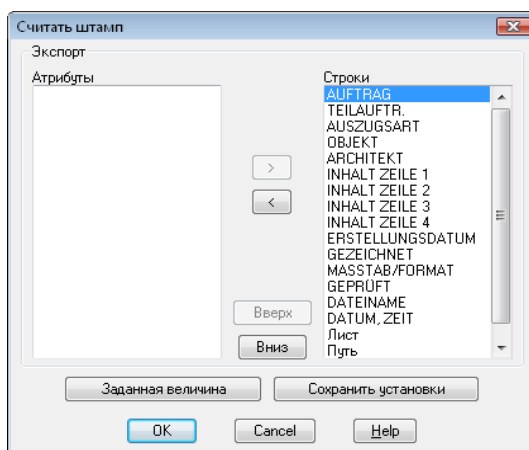 Считать штамп
Экспорт
Атрибуты
Строки
AUFTRAG
TEILAUFTR.
AUSZUGSART
OBJEKT
ARCHITEKT
INHALT ZEILE 1
INHALT ZEILE 2
INHALT ZEILE 3
INHALT ZEILE 4
ERSTELLUNGSDATUM
GEZEICHNET
MASSTAB/FORMAT
GEPRÜFT
DATEINAME
DATUM, ZEIT
Лист
Путь
>
<
Вверх
Вниз
Заданная величина
Сохранить установки
OK
Cancel
Help